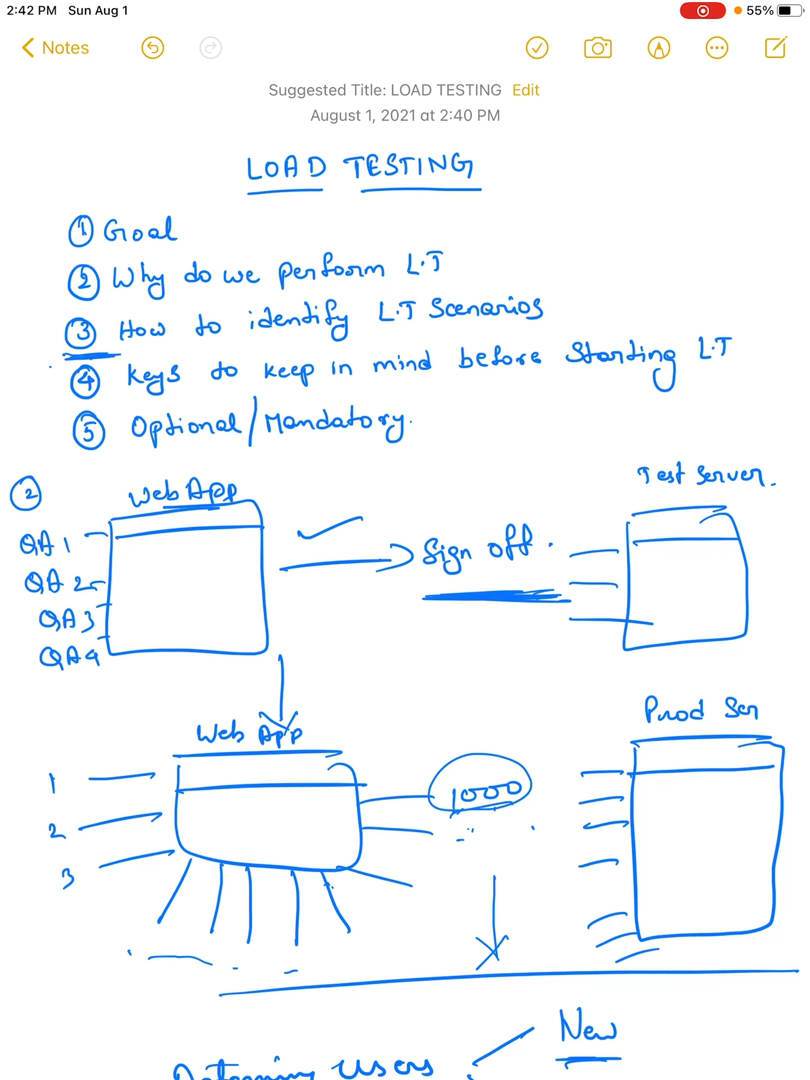 2:42 PM Sun Aug 1
55%
Notes
Suggested Title: LOAD TESTING Edit
August 1, 2021 at 2:40 PM
LOAD TESTING
① Goal
② Why do we perform L.T
③ How to identify L.T Scenarios
④ Keys to keep in mind before Starting L.T
⑤ Optional/Mandatory.
② Web App
Test Server.
QA 1
QA 2
QA 3
QA 4
Sign off.
Web App
Prod Ser
1
2
3
1000
New
Users